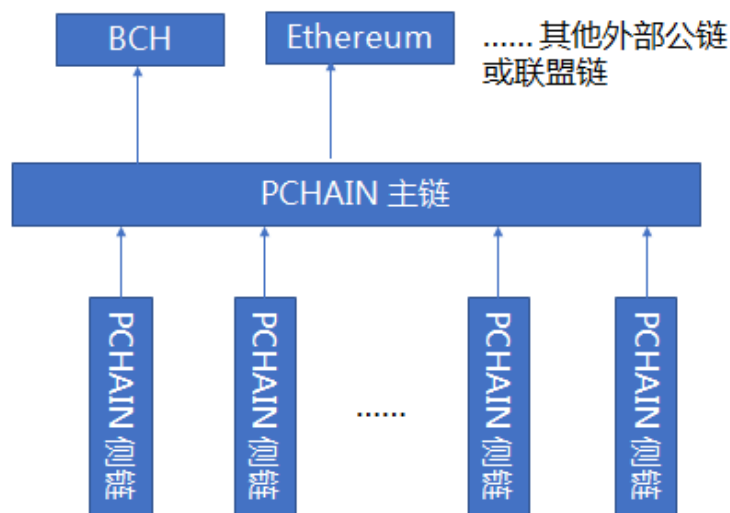 BCH
Ethereum
...... 其他外部公链
或联盟链
PCHAIN 主链
PCHAIN 侧链
PCHAIN 侧链
......
PCHAIN 侧链
PCHAIN 侧链